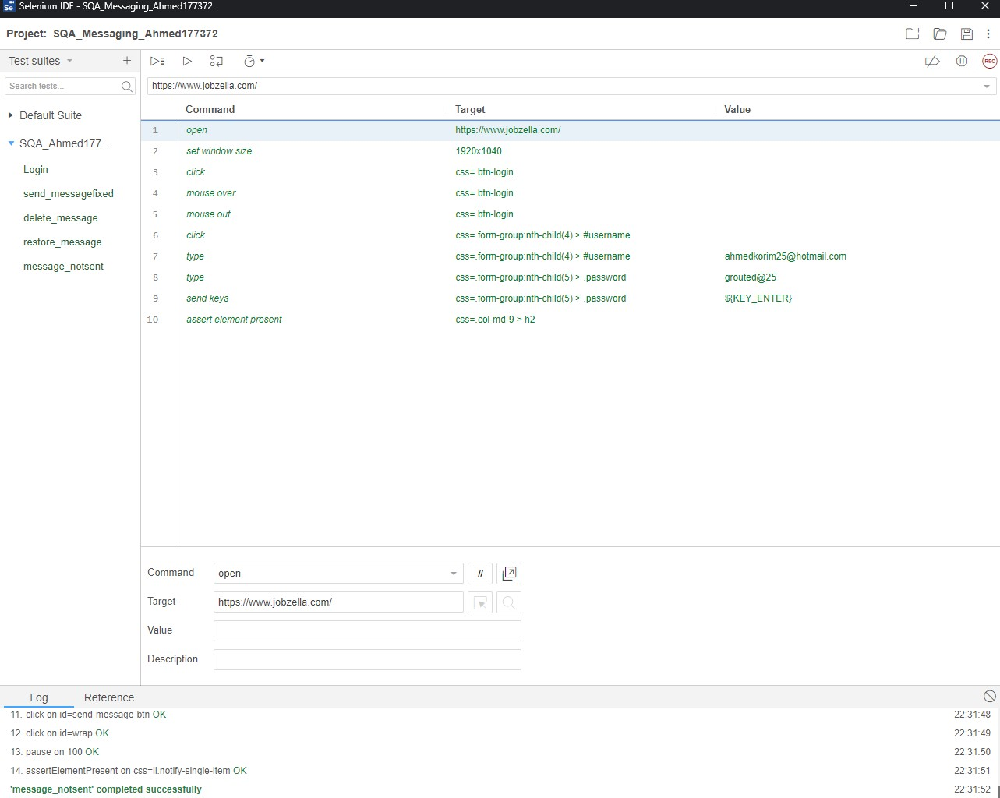 Selenium IDE - SQA_Messaging_Ahmed177372
Project: SQA_Messaging_Ahmed177372
Test suites
Search tests...
Default Suite
SQA_Ahmed177...
Login
send_messagefixed
delete_message
restore_message
message_notsent
REC
https://www.jobzella.com/
Command Target Value
1 open https://www.jobzella.com/
2 set window size 1920x1040
3 click css=.btn-login
4 mouse over css=.btn-login
5 mouse out css=.btn-login
6 click css=.form-group:nth-child(4) > #username
7 type css=.form-group:nth-child(4) > #username ahmedkorim25@hotmail.com
8 type css=.form-group:nth-child(5) > .password grouted@25
9 send keys css=.form-group:nth-child(5) > .password ${KEY_ENTER}
10 assert element present css=.col-md-9 > h2
Command open //
Target https://www.jobzella.com/
Value
Description
Log Reference
11. click on id=send-message-btn OK 22:31:48
12. click on id=wrap OK 22:31:49
13. pause on 100 OK 22:31:50
14. assertElementPresent on css=li.notify-single-item OK 22:31:51
'message_notsent' completed successfully 22:31:52